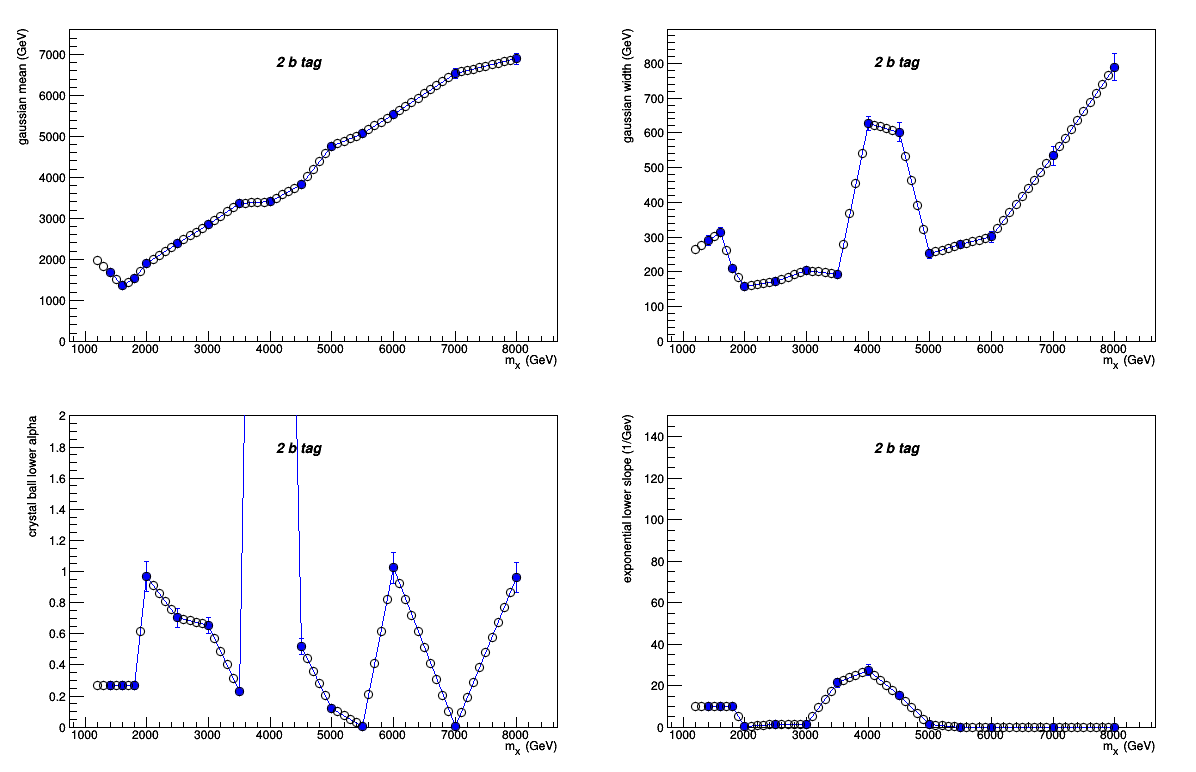 gaussian mean (GeV)
2 b tag
7000
6000
5000
4000
3000
2000
1000
0
1000 2000 3000 4000 5000 6000 7000 8000
mx (GeV)
gaussian width (GeV)
2 b tag
800
700
600
500
400
300
200
100
0
1000 2000 3000 4000 5000 6000 7000 8000
mx (GeV)
crystal ball lower alpha
2 b tag
2
1.8
1.6
1.4
1.2
1
0.8
0.6
0.4
0.2
0
1000 2000 3000 4000 5000 6000 7000 8000
mx (GeV)
exponential lower slope (1/Gev)
2 b tag
140
120
100
80
60
40
20
0
1000 2000 3000 4000 5000 6000 7000 8000
mx (GeV)